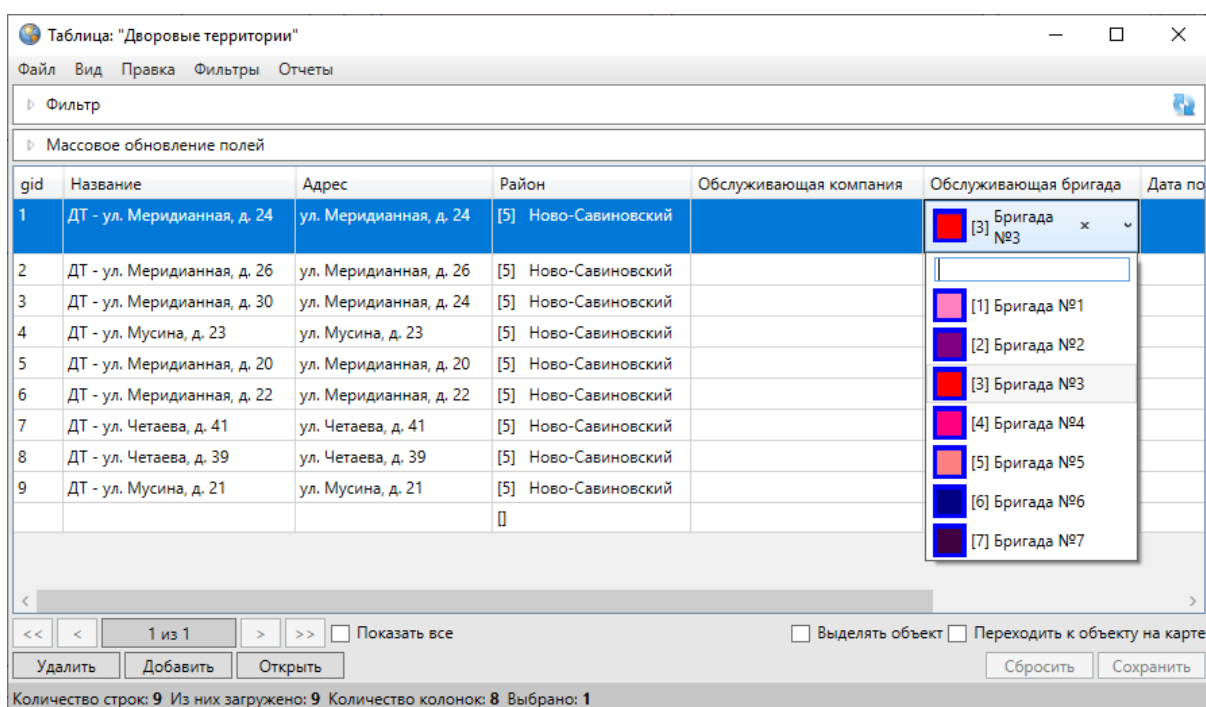 Таблица: "Дворовые территории"
Файл Вид Правка Фильтры Отчеты
Фильтр
Массовое обновление полей
gid Название Адрес Район Обслуживающая компания Обслуживающая бригада Дата по
1 ДТ - ул. Меридианная, д. 24 ул. Меридианная, д. 24 [5] Ново-Савиновский [3] Бригада №3
2 ДТ - ул. Меридианная, д. 26 ул. Меридианная, д. 26 [5] Ново-Савиновский
3 ДТ - ул. Меридианная, д. 30 ул. Меридианная, д. 24 [5] Ново-Савиновский [1] Бригада №1
4 ДТ - ул. Мусина, д. 23 ул. Мусина, д. 23 [5] Ново-Савиновский [2] Бригада №2
5 ДТ - ул. Меридианная, д. 20 ул. Меридианная, д. 20 [5] Ново-Савиновский
6 ДТ - ул. Меридианная, д. 22 ул. Меридианная, д. 22 [5] Ново-Савиновский [3] Бригада №3
7 ДТ - ул. Четаева, д. 41 ул. Четаева, д. 41 [5] Ново-Савиновский [4] Бригада №4
8 ДТ - ул. Четаева, д. 39 ул. Четаева, д. 39 [5] Ново-Савиновский [5] Бригада №5
9 ДТ - ул. Мусина, д. 21 ул. Мусина, д. 21 [5] Ново-Савиновский [6] Бригада №6
[] [7] Бригада №7
<< < 1 из 1 > >> Показать все Выделять объект Переходить к объекту на карте
Удалить Добавить Открыть Сбросить Сохранить
Количество строк: 9 Из них загружено: 9 Количество колонок: 8 Выбрано: 1